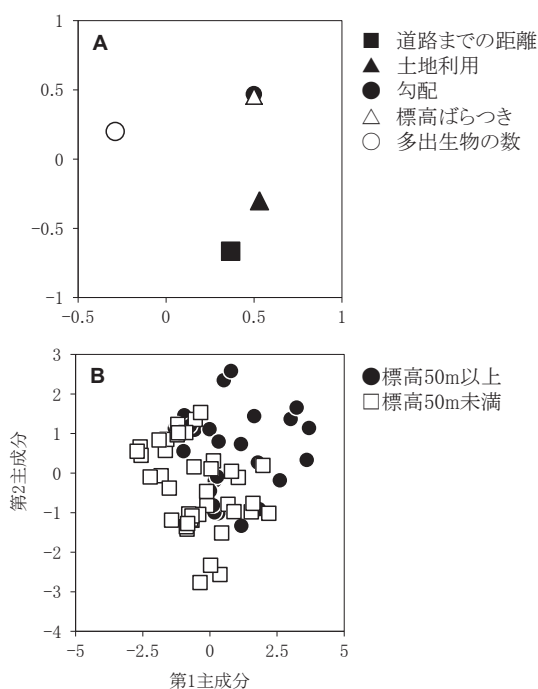 A
1
0.5
0
-0.5
-1
-0.5
0
0.5
1
道路までの距離
土地利用
勾配
標高ばらつき
多出生物の数
B
3
2
1
0
-1
-2
-3
-4
-5
-2.5
0
2.5
5
第2主成分
第1主成分
標高50m以上
標高50m未満